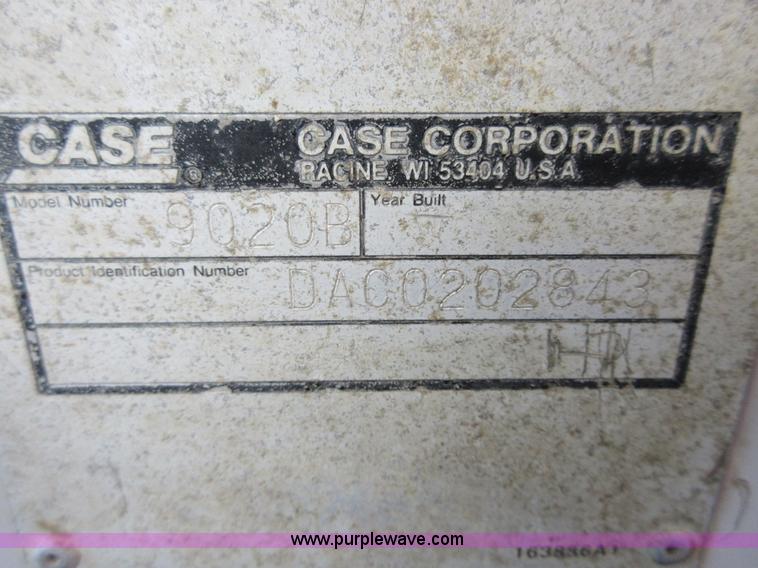 CASE ® CASE CORPORATION
RACINE, WI 53404 U.S.A.
Model Number 9020B Year Built
Product Identification Number DAC0202843
www.purplewave.com
163836A1